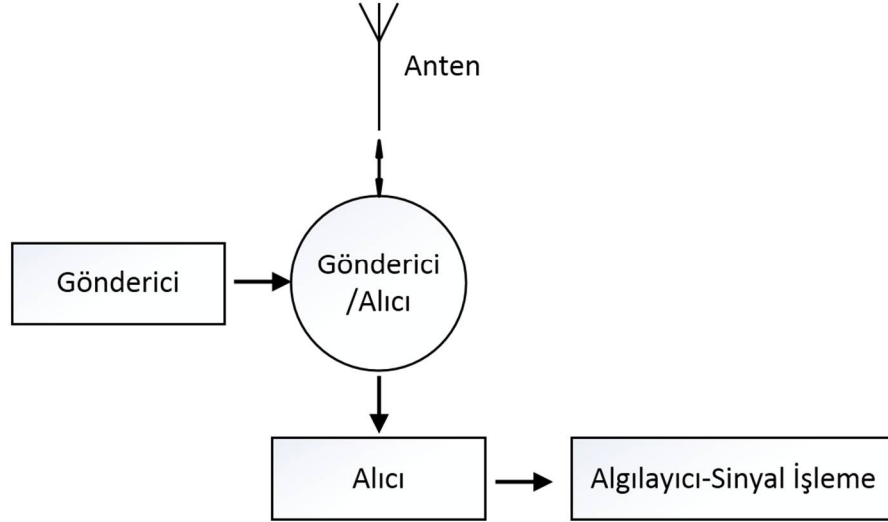 Anten
Gönderici
Gönderici
/Alıcı
Alıcı
Algılayıcı-Sinyal İşleme